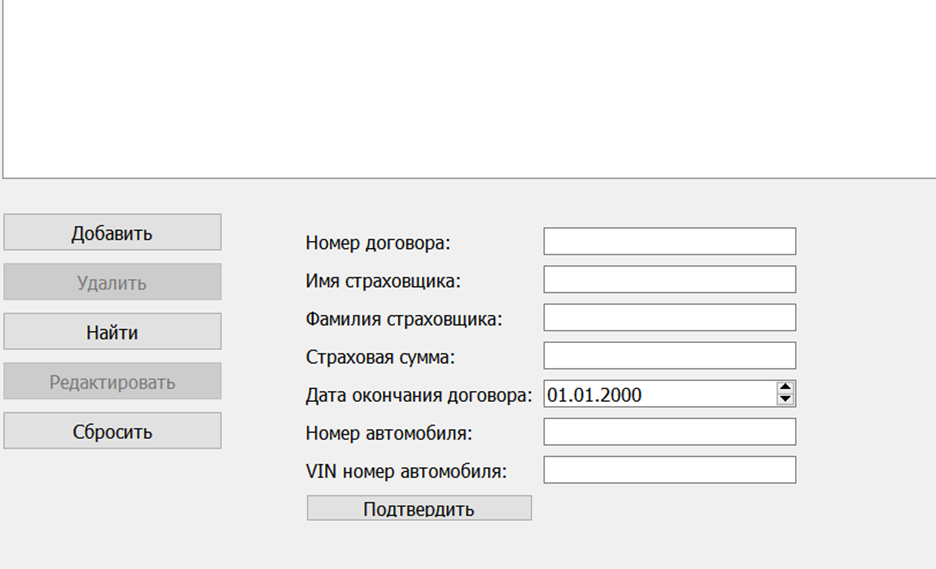 Добавить
Удалить
Найти
Редактировать
Сбросить
Номер договора:
Имя страховщика:
Фамилия страховщика:
Страховая сумма:
Дата окончания договора: 01.01.2000
Номер автомобиля:
VIN номер автомобиля:
Подтвердить